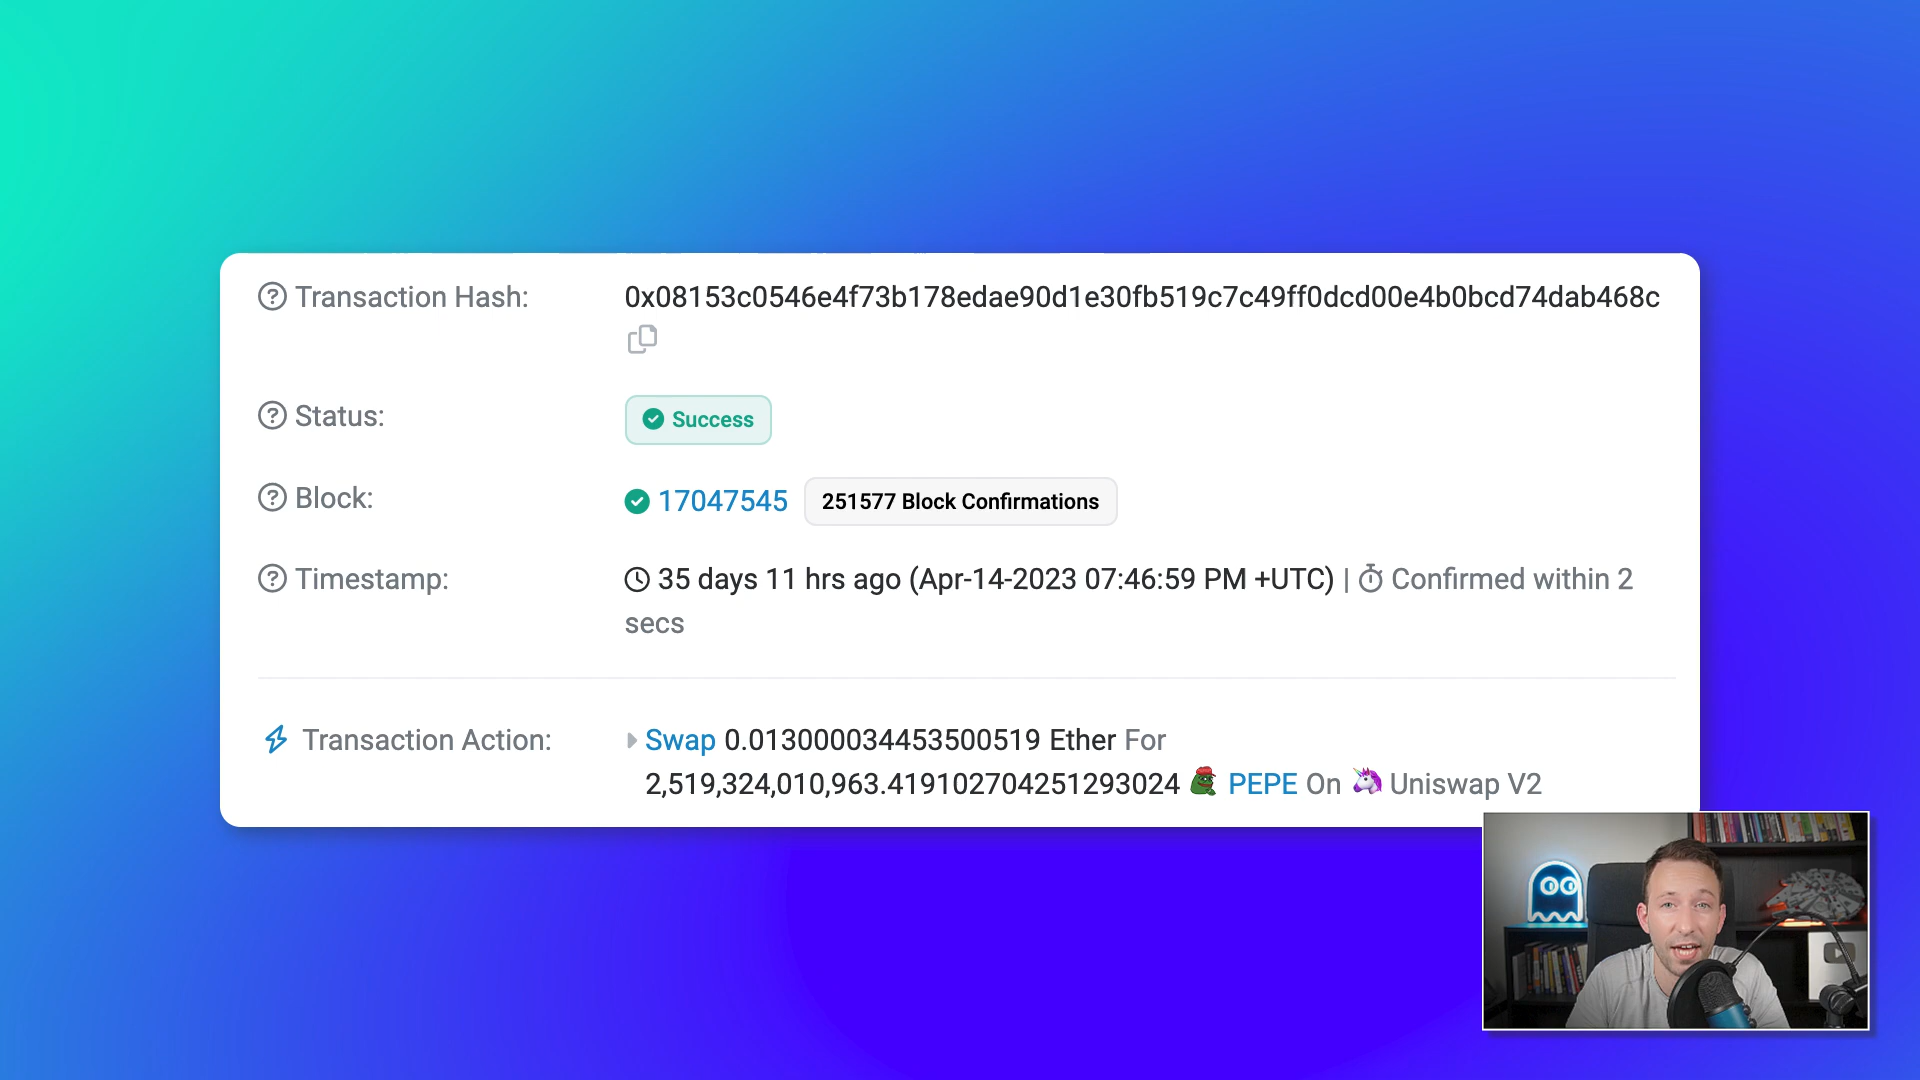 Transaction Hash: 0x08153c0546e4f73b178edae90d1e30fb519c7c49ff0dcd00e4b0bcd74dab468c
Status: Success
Block: 17047545 251577 Block Confirmations
Timestamp: 35 days 11 hrs ago (Apr-14-2023 07:46:59 PM +UTC) | Confirmed within 2
secs
Transaction Action: Swap 0.013000034453500519 Ether For
2,519,324,010,963.419102704251293024 PEPE On Uniswap V2